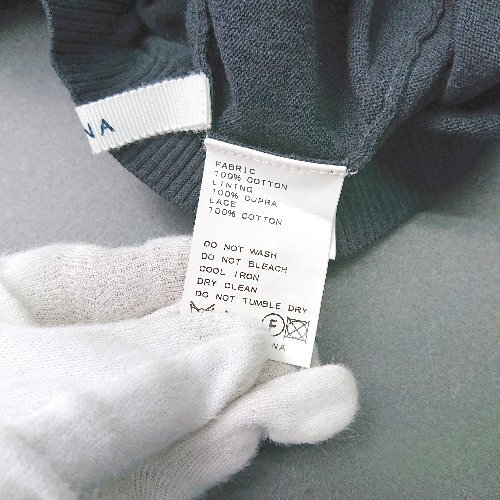 NA
FABRIC
100% COTTON
LINING
100% CUPRA
LACE
100% COTTON
DO NOT WASH
DO NOT BLEACH
COOL IRON
DRY CLEAN
DO NOT TUMBLE DRY
F
NA